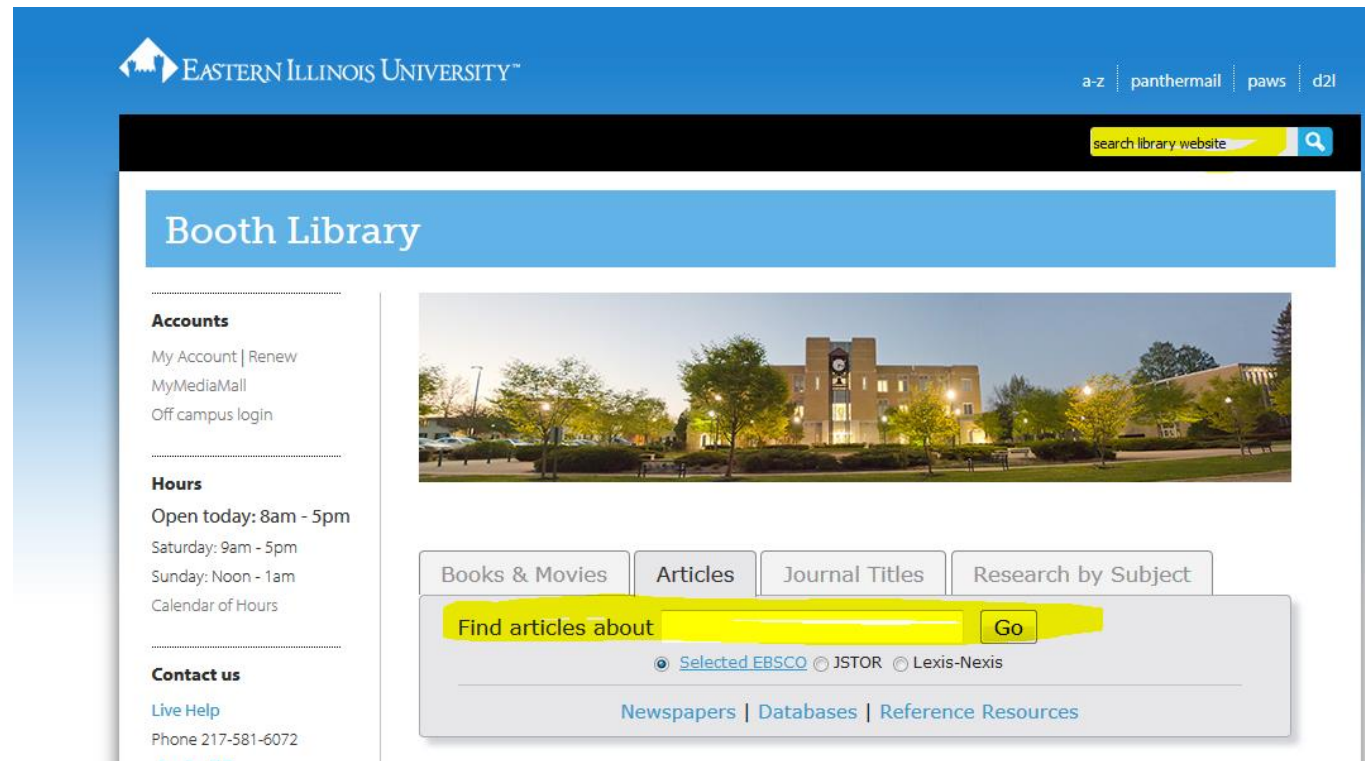 EASTERN ILLINOIS UNIVERSITY™
a-z panthermail paws d2l
search library website
Booth Library
Accounts
My Account | Renew
MyMediaMall
Off campus login
Hours
Open today: 8am - 5pm
Saturday: 9am - 5pm
Sunday: Noon - 1am
Calendar of Hours
Contact us
Live Help
Phone 217-581-6072
Books & Movies Articles Journal Titles Research by Subject
Find articles about Go
Selected EBSCO JSTOR Lexis-Nexis
Newspapers | Databases | Reference Resources